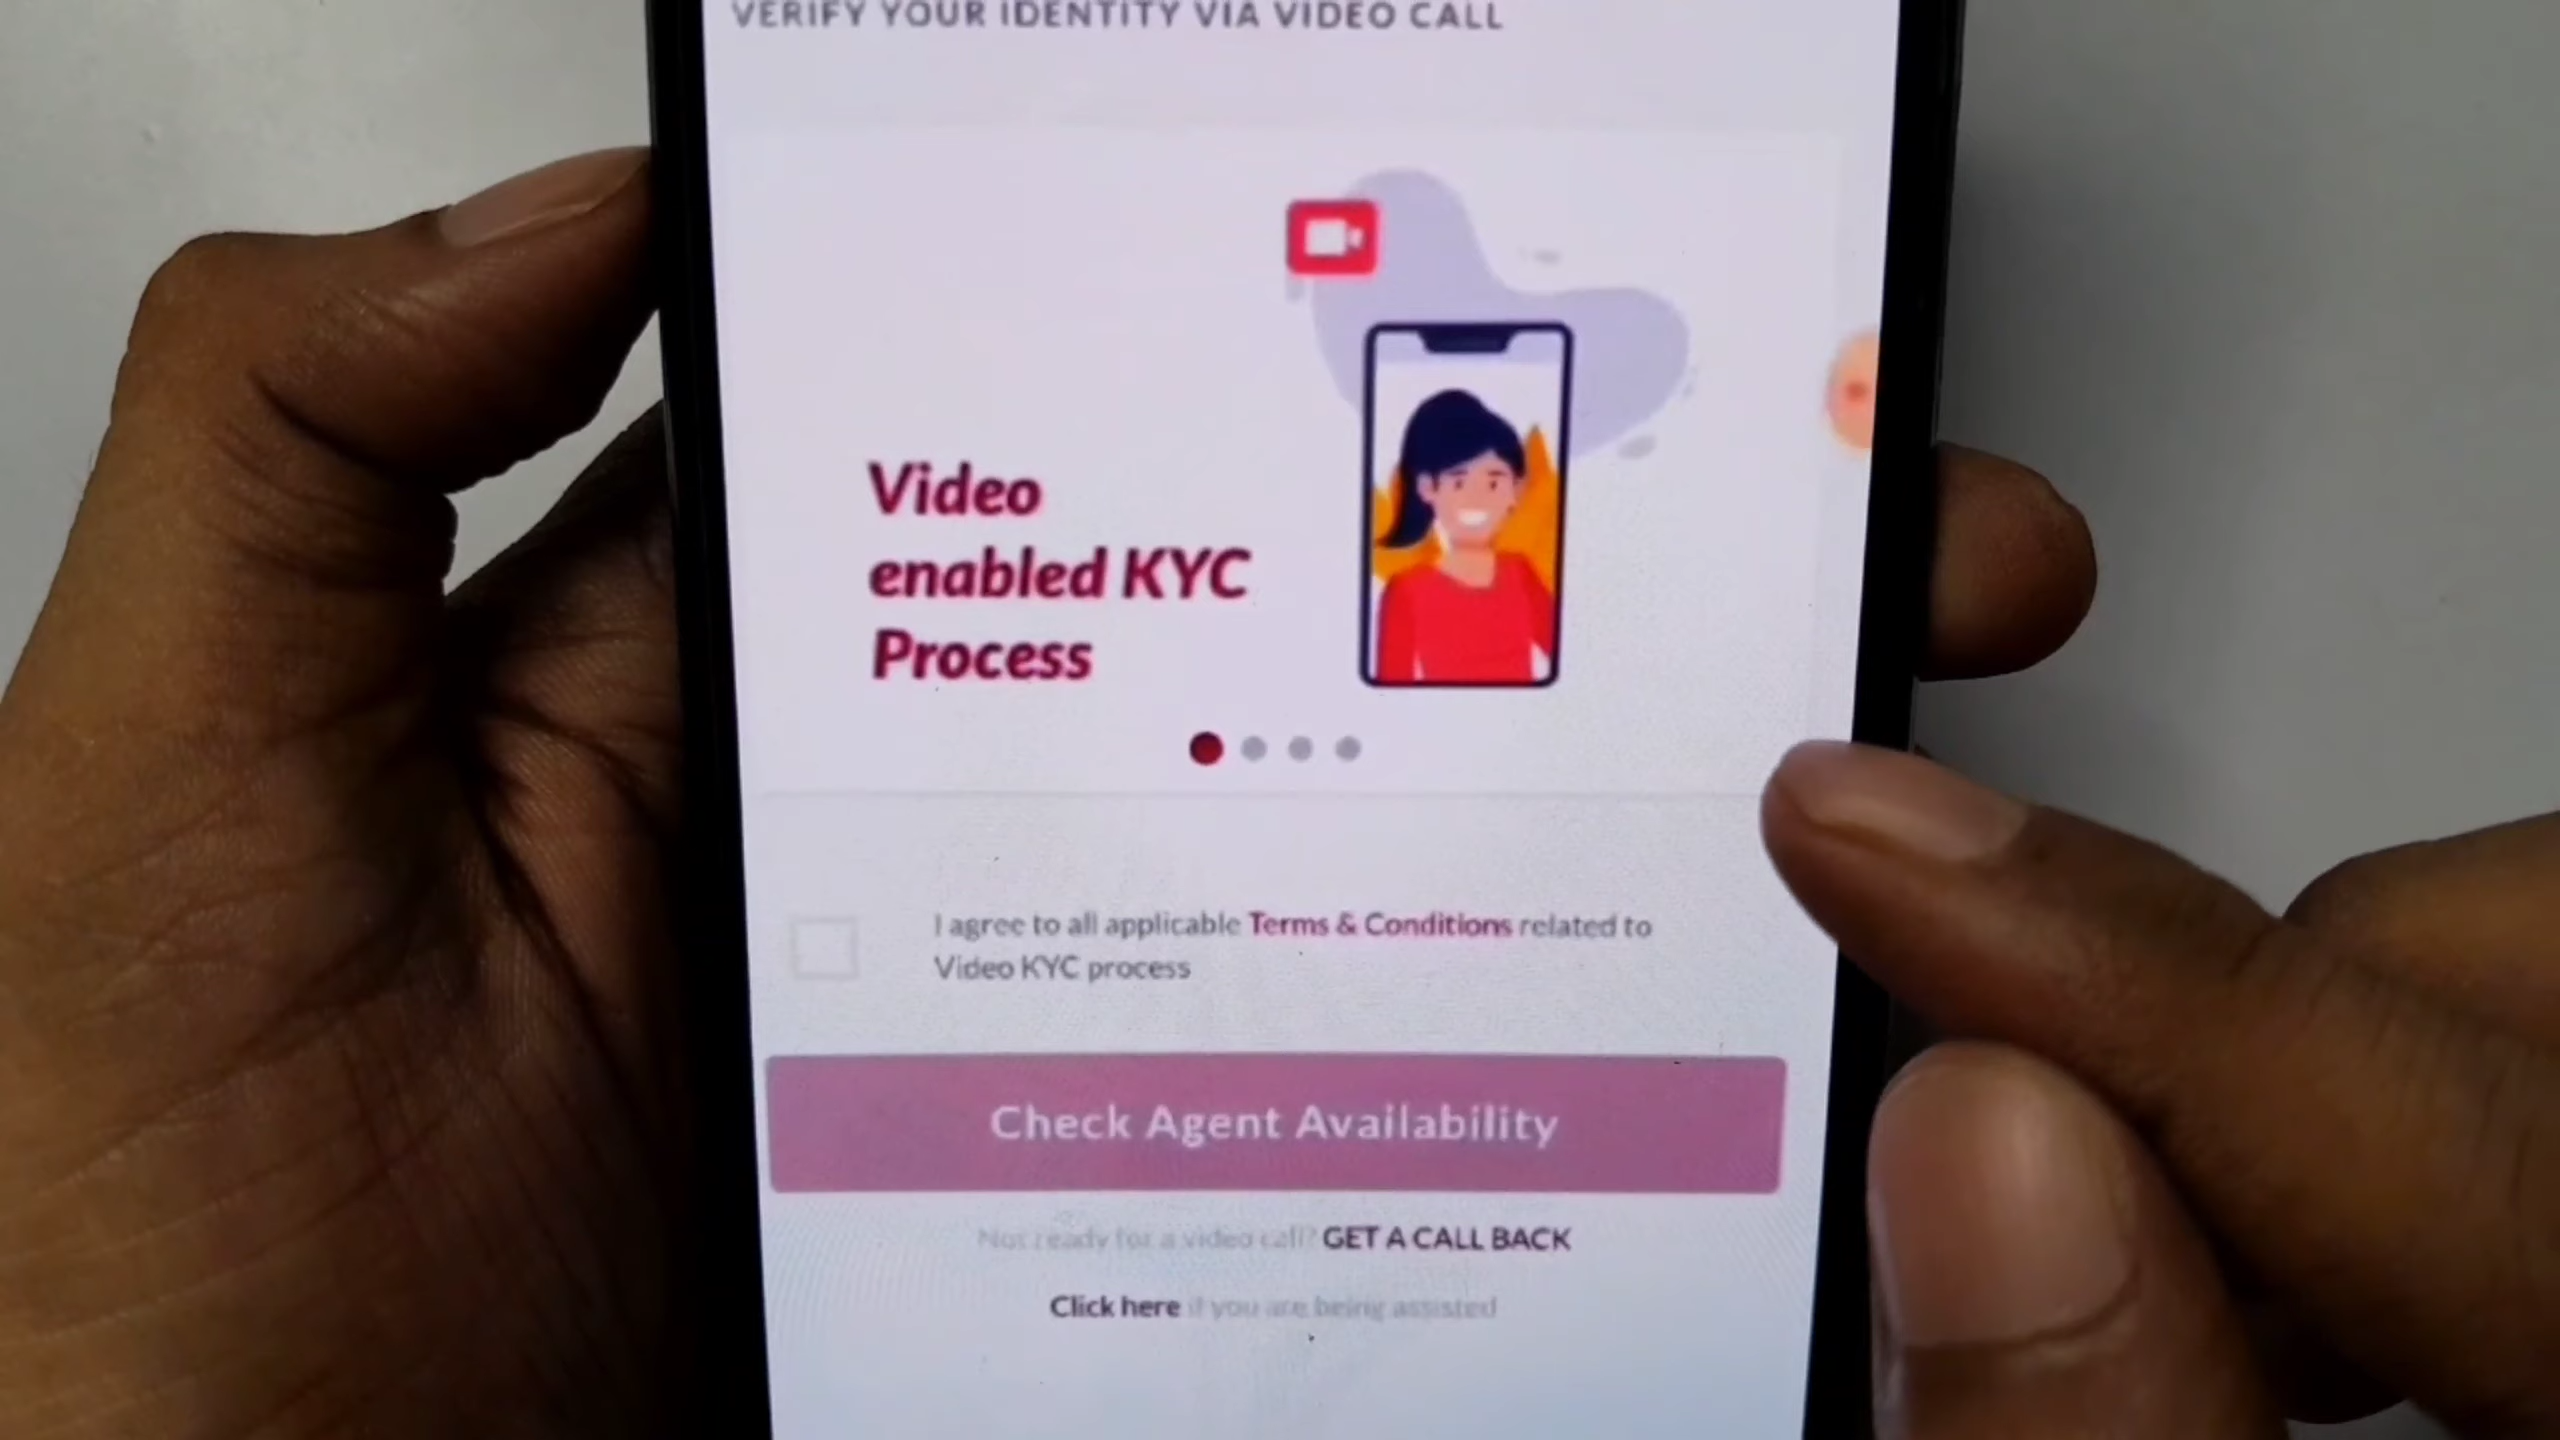 VERIFY YOUR IDENTITY VIA VIDEO CALL
Video
enabled KYC
Process
I agree to all applicable Terms & Conditions related to
Video KYC process
Check Agent Availability
Not ready for a video call? GET A CALL BACK
Click here if you are being assisted